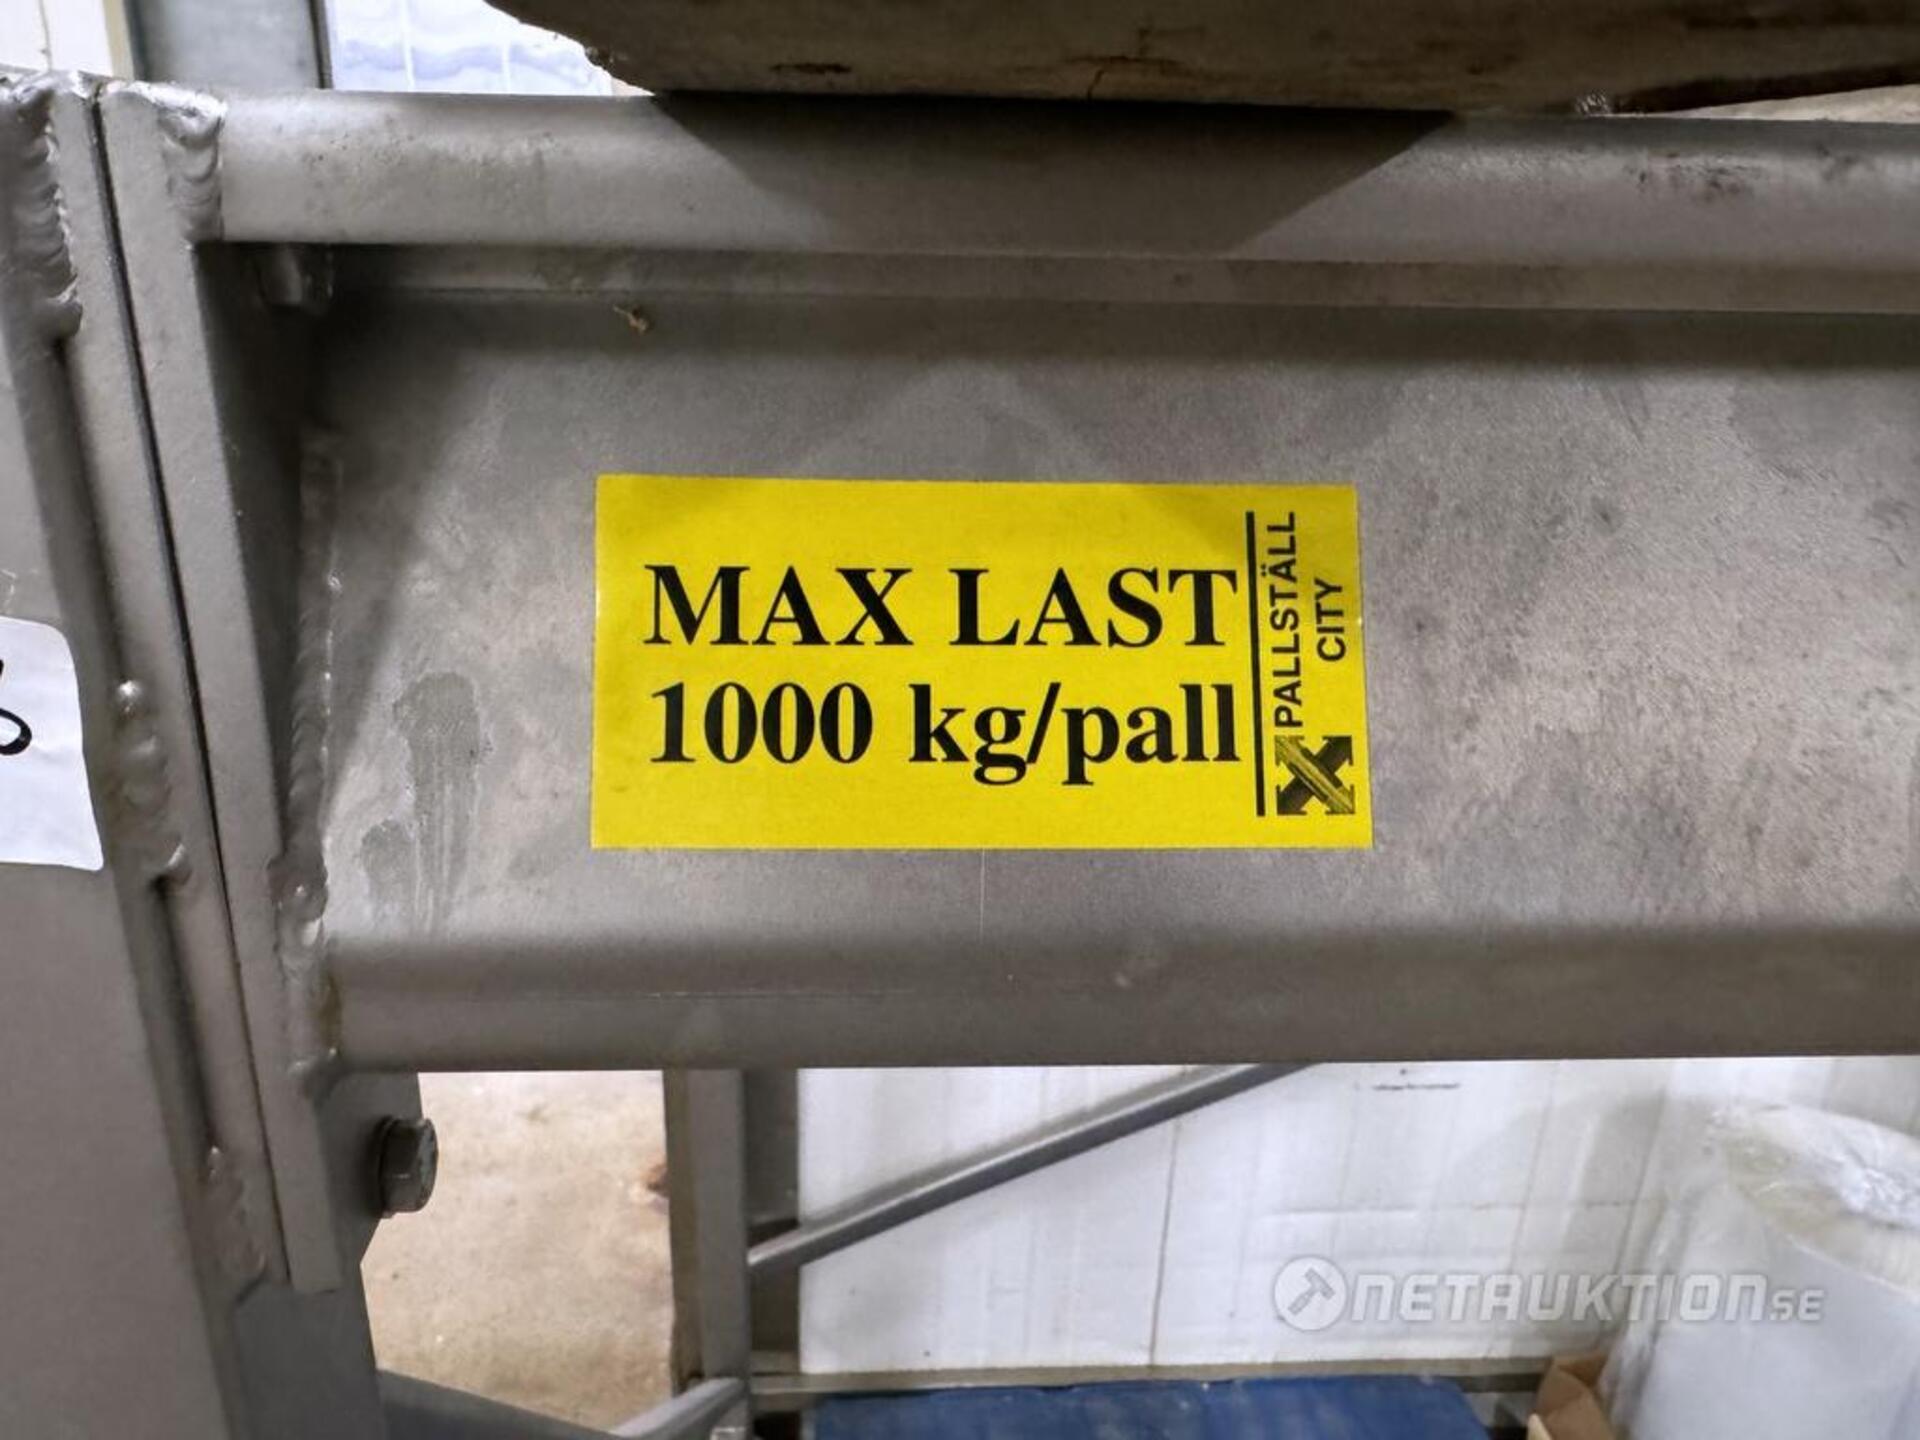 MAX LAST
1000 kg/pall
PALLSTÄLL
CITY
NETAUKTION.SE